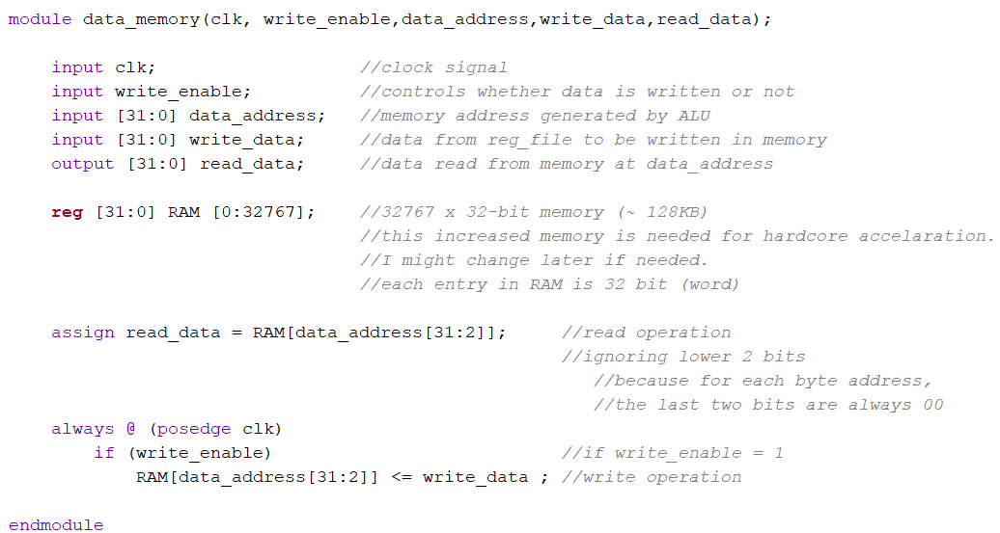 module data_memory(clk, write_enable,data_address,write_data,read_data);
input clk; //clock signal
input write_enable; //controls whether data is written or not
input [31:0] data_address; //memory address generated by ALU
input [31:0] write_data; //data from reg_file to be written in memory
output [31:0] read_data; //data read from memory at data_address
reg [31:0] RAM [0:32767]; //32767 x 32-bit memory (~ 128KB)
//this increased memory is needed for hardcore accelaration.
//I might change later if needed.
//each entry in RAM is 32 bit (word)
assign read_data = RAM[data_address[31:2]]; //read operation
//ignoring lower 2 bits
//because for each byte address,
//the last two bits are always 00
always @ (posedge clk)
if (write_enable) //if write_enable = 1
RAM[data_address[31:2]] <= write_data ; //write operation
endmodule